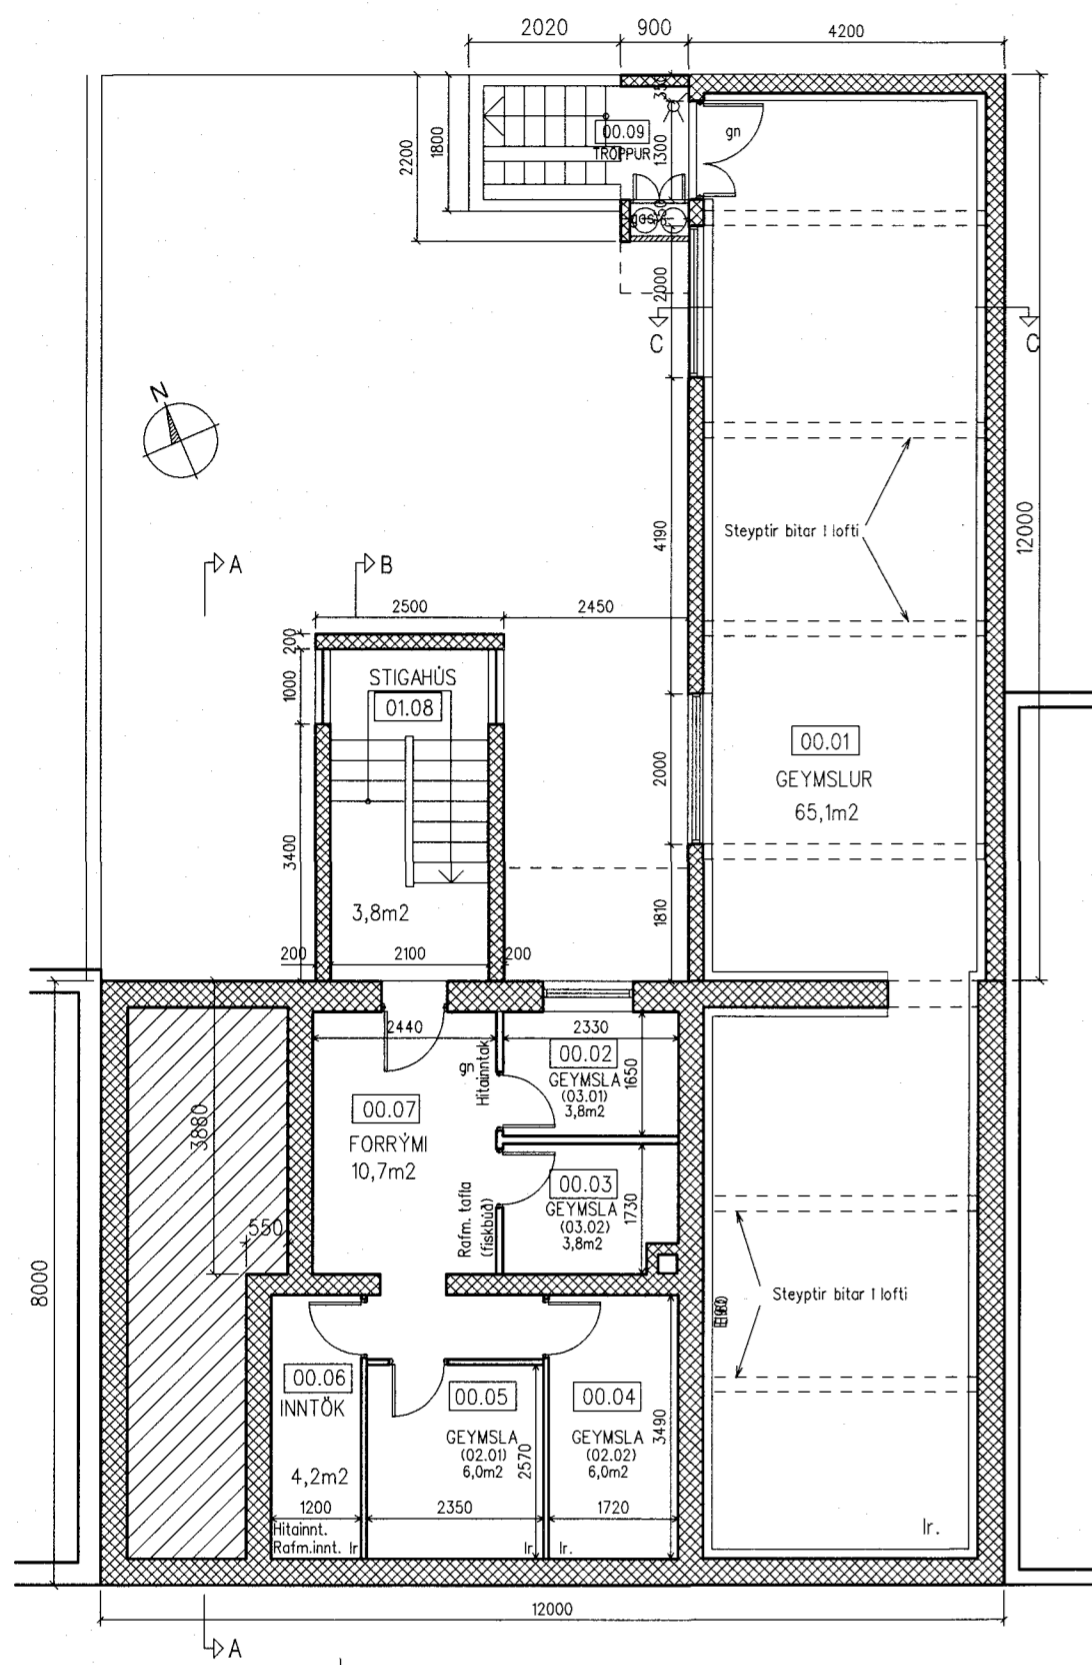 2020
900
4200
350
00.09
TRÖPPUR
gn
1300
1800
2200
gas
2000
C
C
N
Steyptir bitar í lofti
4190
12000
A
B
2500
2450
200
1000
STIGAHÚS
01.08
00.01
GEYMSLUR
65,1m2
2000
3400
3,8m2
1810
200
2100
200
2440
2330
gn
Hitainntak
00.02
GEYMSLA
(03.01)
3,8m2
1650
00.07
FORRÝMI
10,7m2
3880
00.03
GEYMSLA
(03.02)
3,8m2
1730
Rafm. tafla
(fiskbúð)
550
8000
Steyptir bitar í lofti
00.06
INNTÖK
4,2m2
00.05
GEYMSLA
(02.01)
6,0m2
2570
00.04
GEYMSLA
(02.02)
6,0m2
3490
1200
2350
1720
Hitainnt.
Rafm.innt.
lr
lr.
lr.
lr.
12000
A